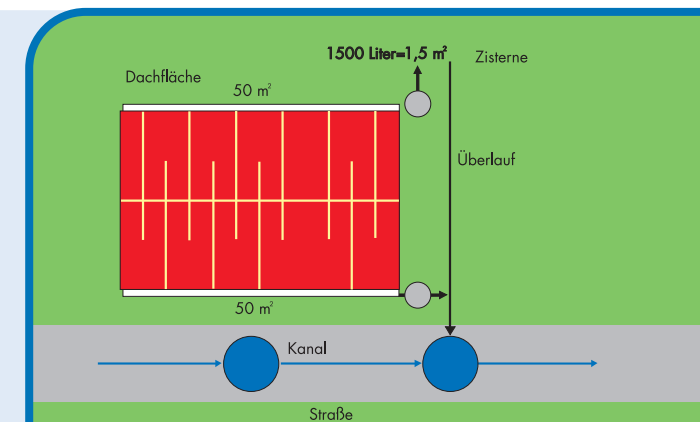 1500 Liter=1,5 m²
Zisterne
Dachfläche
50 m²
Überlauf
50 m²
Kanal
Straße